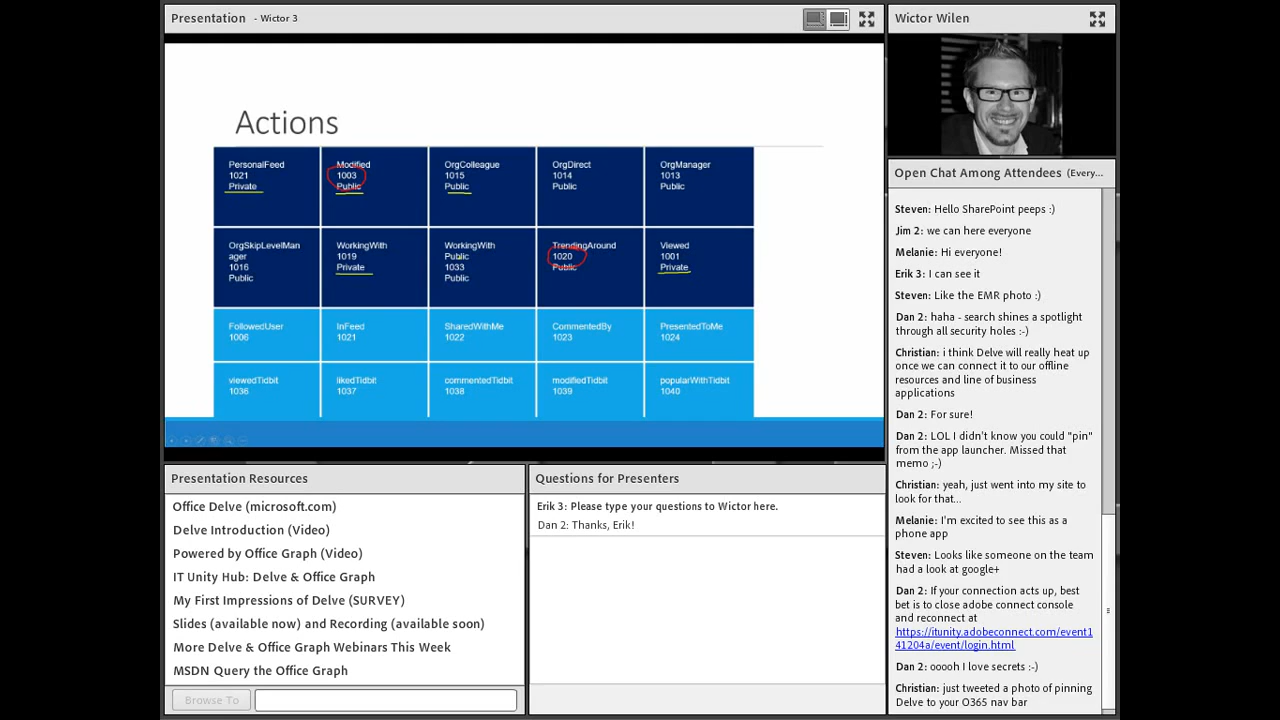 Presentation - Wictor 3
Actions
PersonalFeed
1021
Private
Modified
1003
Public
OrgColleague
1015
Public
OrgDirect
1014
Public
OrgManager
1013
Public
OrgSkipLevelMan
ager
1016
Public
WorkingWith
1019
Private
WorkingWith
Public
1033
Public
TrendingAround
1020
Public
Viewed
1001
Private
FollowedUser
1006
InFeed
1021
SharedWithMe
1022
CommentedBy
1023
PresentedToMe
1024
viewedTidbit
1036
likedTidbit
1037
commentedTidbit
1038
modifiedTidbit
1039
popularWithTidbit
1040
Presentation Resources
Office Delve (microsoft.com)
Delve Introduction (Video)
Powered by Office Graph (Video)
IT Unity Hub: Delve & Office Graph
My First Impressions of Delve (SURVEY)
Slides (available now) and Recording (available soon)
More Delve & Office Graph Webinars This Week
MSDN Query the Office Graph
Browse To
Questions for Presenters
Erik 3: Please type your questions to Wictor here.
Dan 2: Thanks, Erik!
Wictor Wilen
Open Chat Among Attendees (Every...
Steven: Hello SharePoint peeps :)
Jim 2: we can here everyone
Melanie: Hi everyone!
Erik 3: I can see it
Steven: Like the EMR photo :)
Dan 2: haha - search shines a spotlight
through all security holes :-)
Christian: i think Delve will really heat up
once we can connect it to our offline
resources and line of business
applications
Dan 2: For sure!
Dan 2: LOL I didn't know you could "pin"
from the app launcher. Missed that
memo ;-)
Christian: yeah, just went into my site to
look for that...
Melanie: I'm excited to see this as a
phone app
Steven: Looks like someone on the team
had a look at google+
Dan 2: If your connection acts up, best
bet is to close adobe connect console
and reconnect at
https://itunity.adobeconnect.com/event1
41204a/event/login.html
Dan 2: ooooh I love secrets :-)
Christian: just tweeted a photo of pinning
Delve to your O365 nav bar